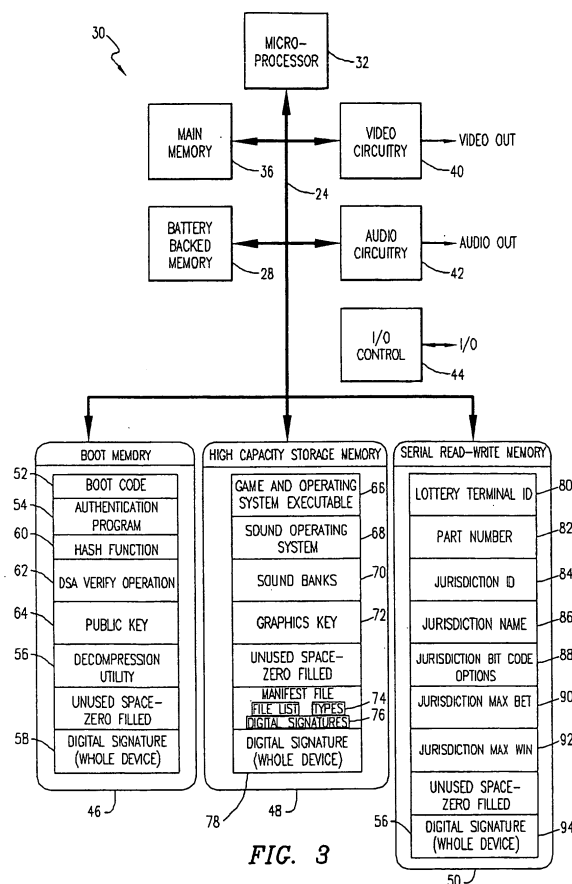 30
MICRO-
PROCESSOR
32
MAIN
MEMORY
36
VIDEO
CIRCUITRY
40
VIDEO OUT
24
BATTERY
BACKED
MEMORY
28
AUDIO
CIRCUITRY
42
AUDIO OUT
I/O
CONTROL
44
I/O
BOOT MEMORY
52
BOOT CODE
54
AUTHENTICATION
PROGRAM
60
HASH FUNCTION
62
DSA VERIFY OPERATION
64
PUBLIC KEY
56
DECOMPRESSION
UTILITY
UNUSED SPACE-
ZERO FILLED
58
DIGITAL SIGNATURE
(WHOLE DEVICE)
46
HIGH CAPACITY STORAGE MEMORY
GAME AND OPERATING
SYSTEM EXECUTABLE
66
SOUND OPERATING
SYSTEM
68
SOUND BANKS
70
GRAPHICS KEY
72
UNUSED SPACE-
ZERO FILLED
MANIFEST FILE
FILE LIST TYPES
74
DIGITAL SIGNATURES
76
DIGITAL SIGNATURE
(WHOLE DEVICE)
78
48
SERIAL READ-WRITE MEMORY
LOTTERY TERMINAL ID
80
PART NUMBER
82
JURISDICTION ID
84
JURISDICTION NAME
86
JURISDICTION BIT CODE
OPTIONS
88
JURISDICTION MAX BET
90
JURISDICTION MAX WIN
92
UNUSED SPACE-
ZERO FILLED
56
DIGITAL SIGNATURE
(WHOLE DEVICE)
94
50
FIG. 3